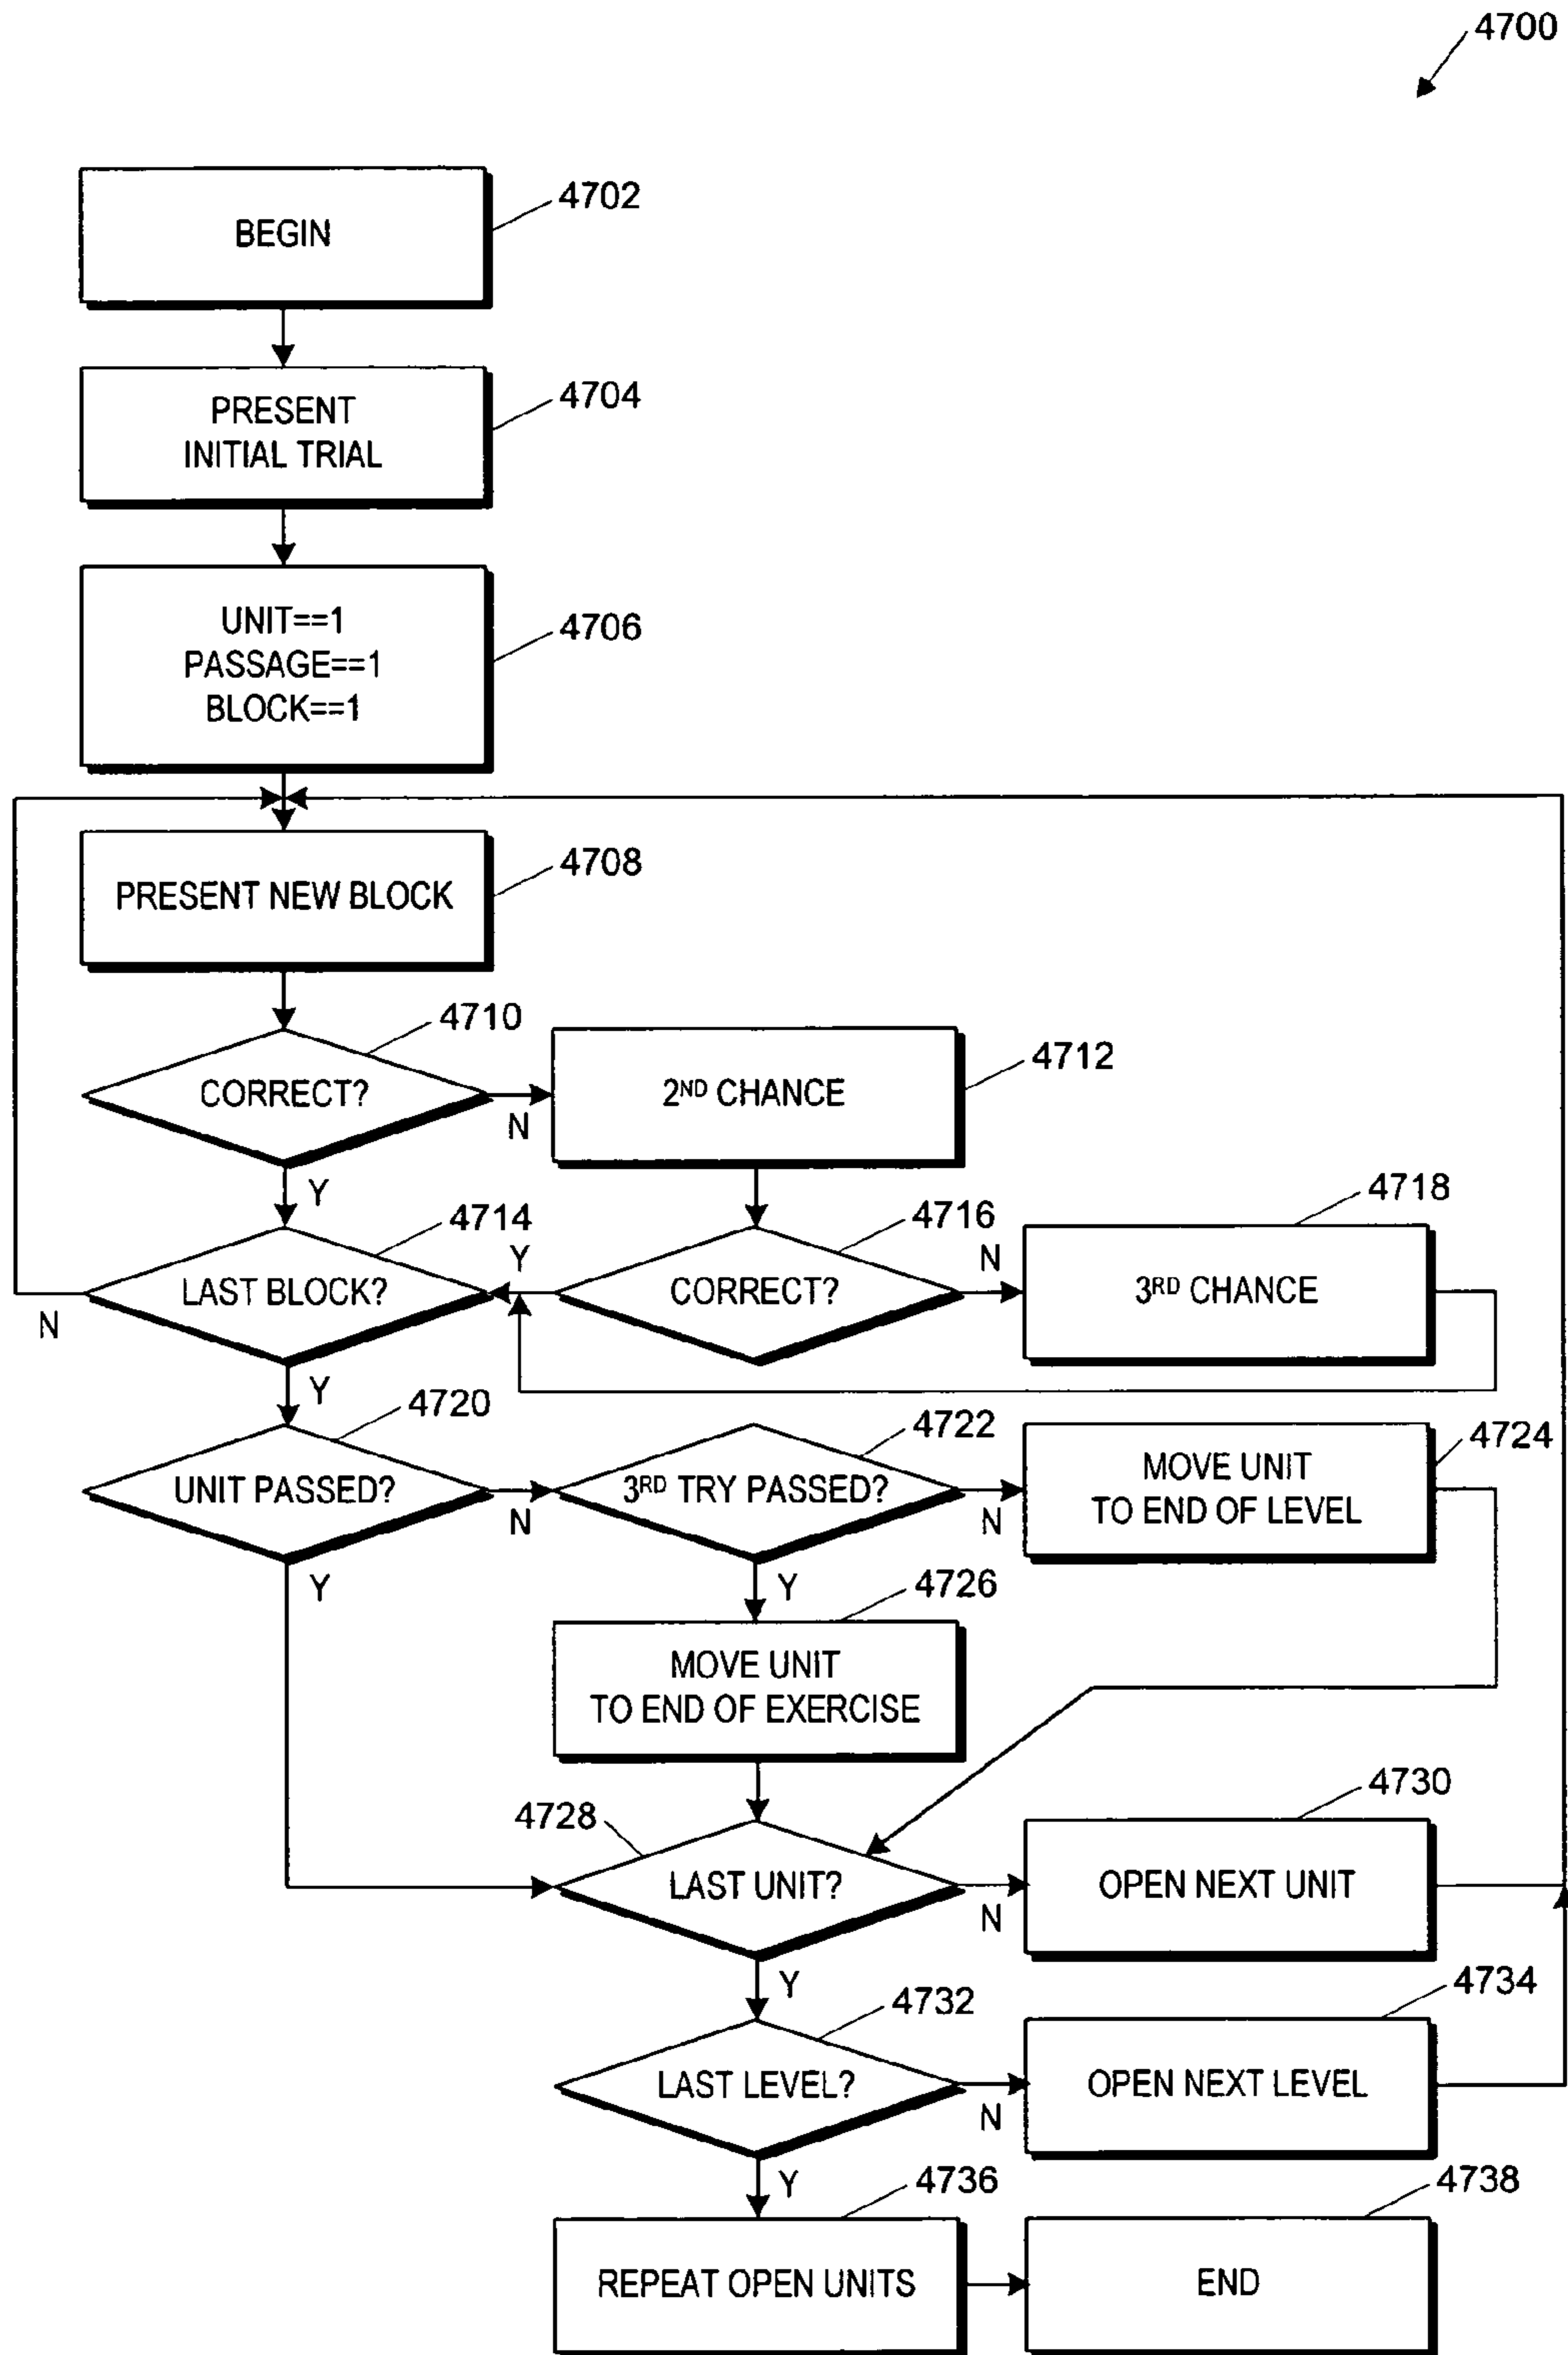 4700
4702
BEGIN
4704
PRESENT
INITIAL TRIAL
4706
UNIT==1
PASSAGE==1
BLOCK==1
4708
PRESENT NEW BLOCK
4710
CORRECT?
N
4712
2ND CHANCE
Y
4714
LAST BLOCK?
N
Y
4716
CORRECT?
N
4718
3RD CHANCE
Y
4720
UNIT PASSED?
N
4722
3RD TRY PASSED?
N
4724
MOVE UNIT
TO END OF LEVEL
Y
Y
4726
MOVE UNIT
TO END OF EXERCISE
4728
LAST UNIT?
N
4730
OPEN NEXT UNIT
Y
4732
LAST LEVEL?
N
4734
OPEN NEXT LEVEL
Y
4736
REPEAT OPEN UNITS
4738
END